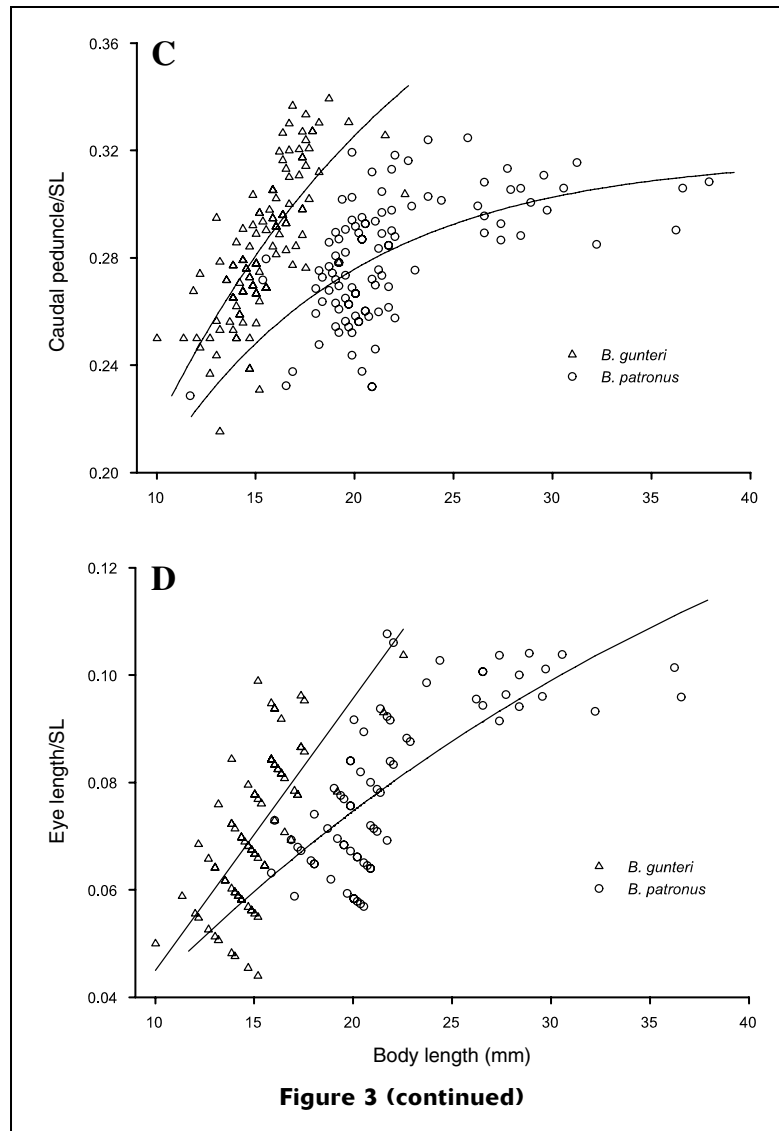 C
0.36
0.32
0.28
0.24
0.20
Caudal peduncle/SL
B. gunteri
B. patronus
10 15 20 25 30 35 40
D
0.12
0.10
0.08
0.06
0.04
Eye length/SL
B. gunteri
B. patronus
10 15 20 25 30 35 40
Body length (mm)
Figure 3 (continued)